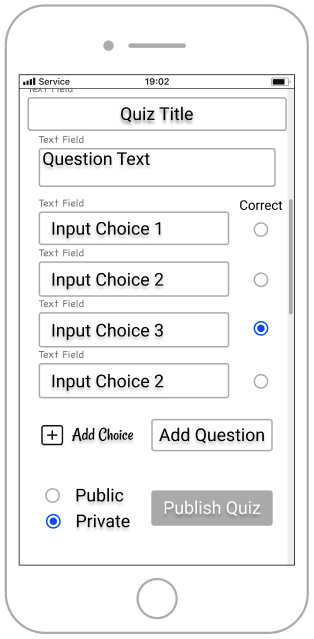 Service 19:02
Text Field
Quiz Title
Text Field
Question Text
Text Field
Correct
Input Choice 1
Text Field
Input Choice 2
Text Field
Input Choice 3
Text Field
Input Choice 2
Add Choice Add Question
Public
Publish Quiz
Private